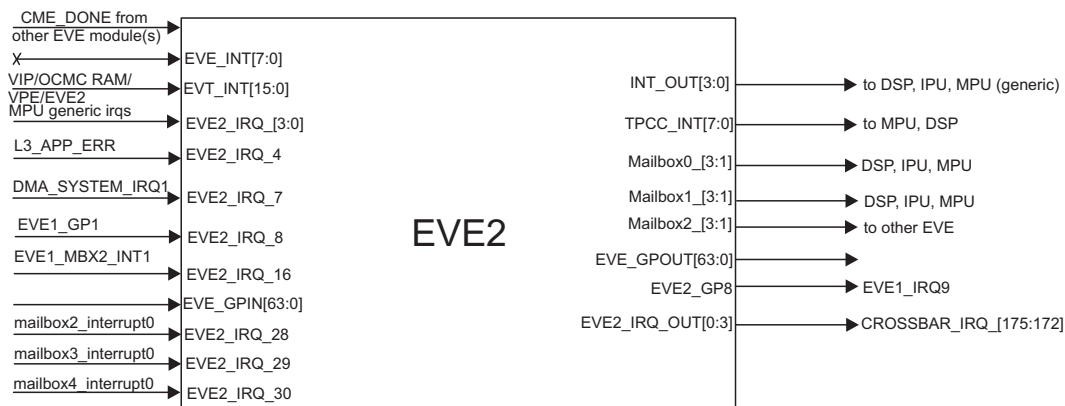 CME_DONE from
other EVE module(s)
X
EVE_INT[7:0]
VIP/OCMC RAM/
VPE/EVE2
EVT_INT[15:0]
MPU generic irqs
EVE2_IRQ_[3:0]
L3_APP_ERR
EVE2_IRQ_4
DMA_SYSTEM_IRQ1
EVE2_IRQ_7
EVE1_GP1
EVE2_IRQ_8
EVE1_MBX2_INT1
EVE2_IRQ_16
EVE_GPIN[63:0]
mailbox2_interrupt0
EVE2_IRQ_28
mailbox3_interrupt0
EVE2_IRQ_29
mailbox4_interrupt0
EVE2_IRQ_30
EVE2
INT_OUT[3:0]
to DSP, IPU, MPU (generic)
TPCC_INT[7:0]
to MPU, DSP
Mailbox0_[3:1]
DSP, IPU, MPU
Mailbox1_[3:1]
DSP, IPU, MPU
Mailbox2_[3:1]
to other EVE
EVE_GPOUT[63:0]
EVE2_GP8
EVE1_IRQ9
EVE2_IRQ_OUT[0:3]
CROSSBAR_IRQ_[175:172]